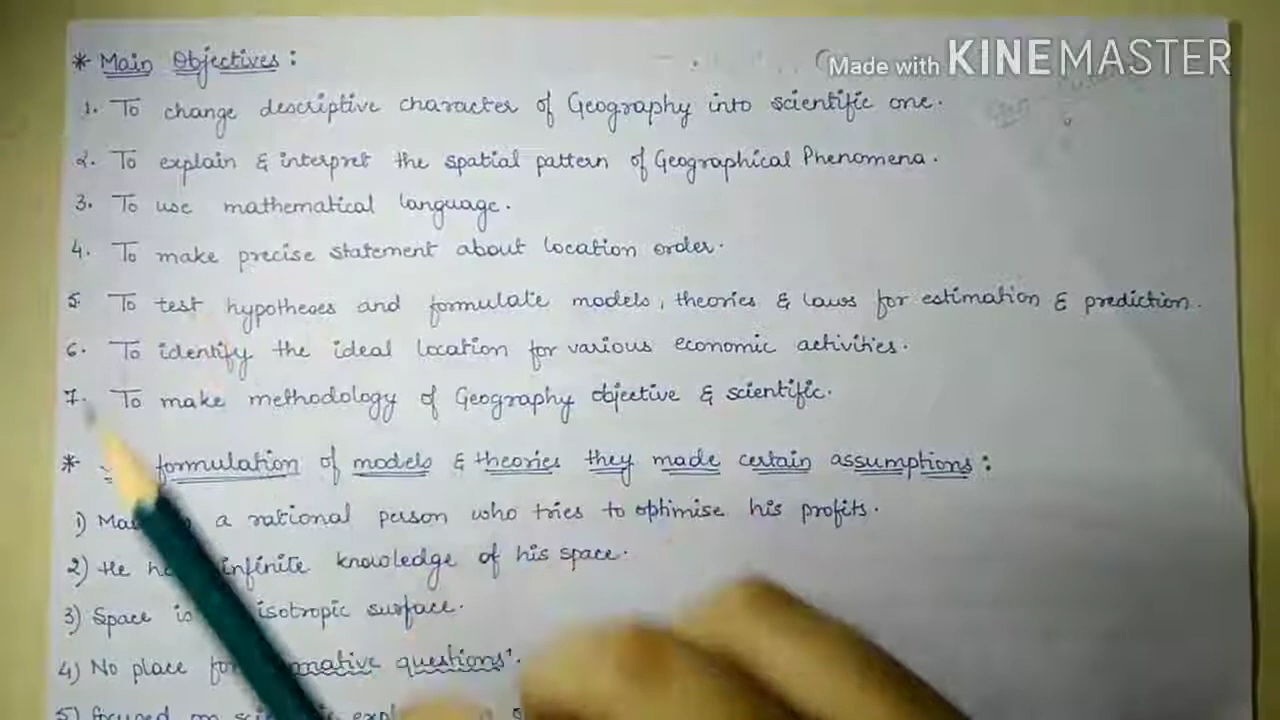 Made with KINEMASTER
* Main Objectives :
1. To change descriptive character of Geography into scientific one.
2. To explain & interpret the spatial pattern of Geographical Phenomena.
3. To use mathematical language.
4. To make precise statement about location order.
5. To test hypotheses and formulate models, theories & laws for estimation & prediction.
6. To identify the ideal location for various economic activities.
7. To make methodology of Geography objective & scientific.
* formulation of models & theories they made certain assumptions :
1) a rational person who tries to optimise his profits.
2) He infinite knowledge of his space.
3) Space is isotropic surface.
4) No place questions'.
5) focused on